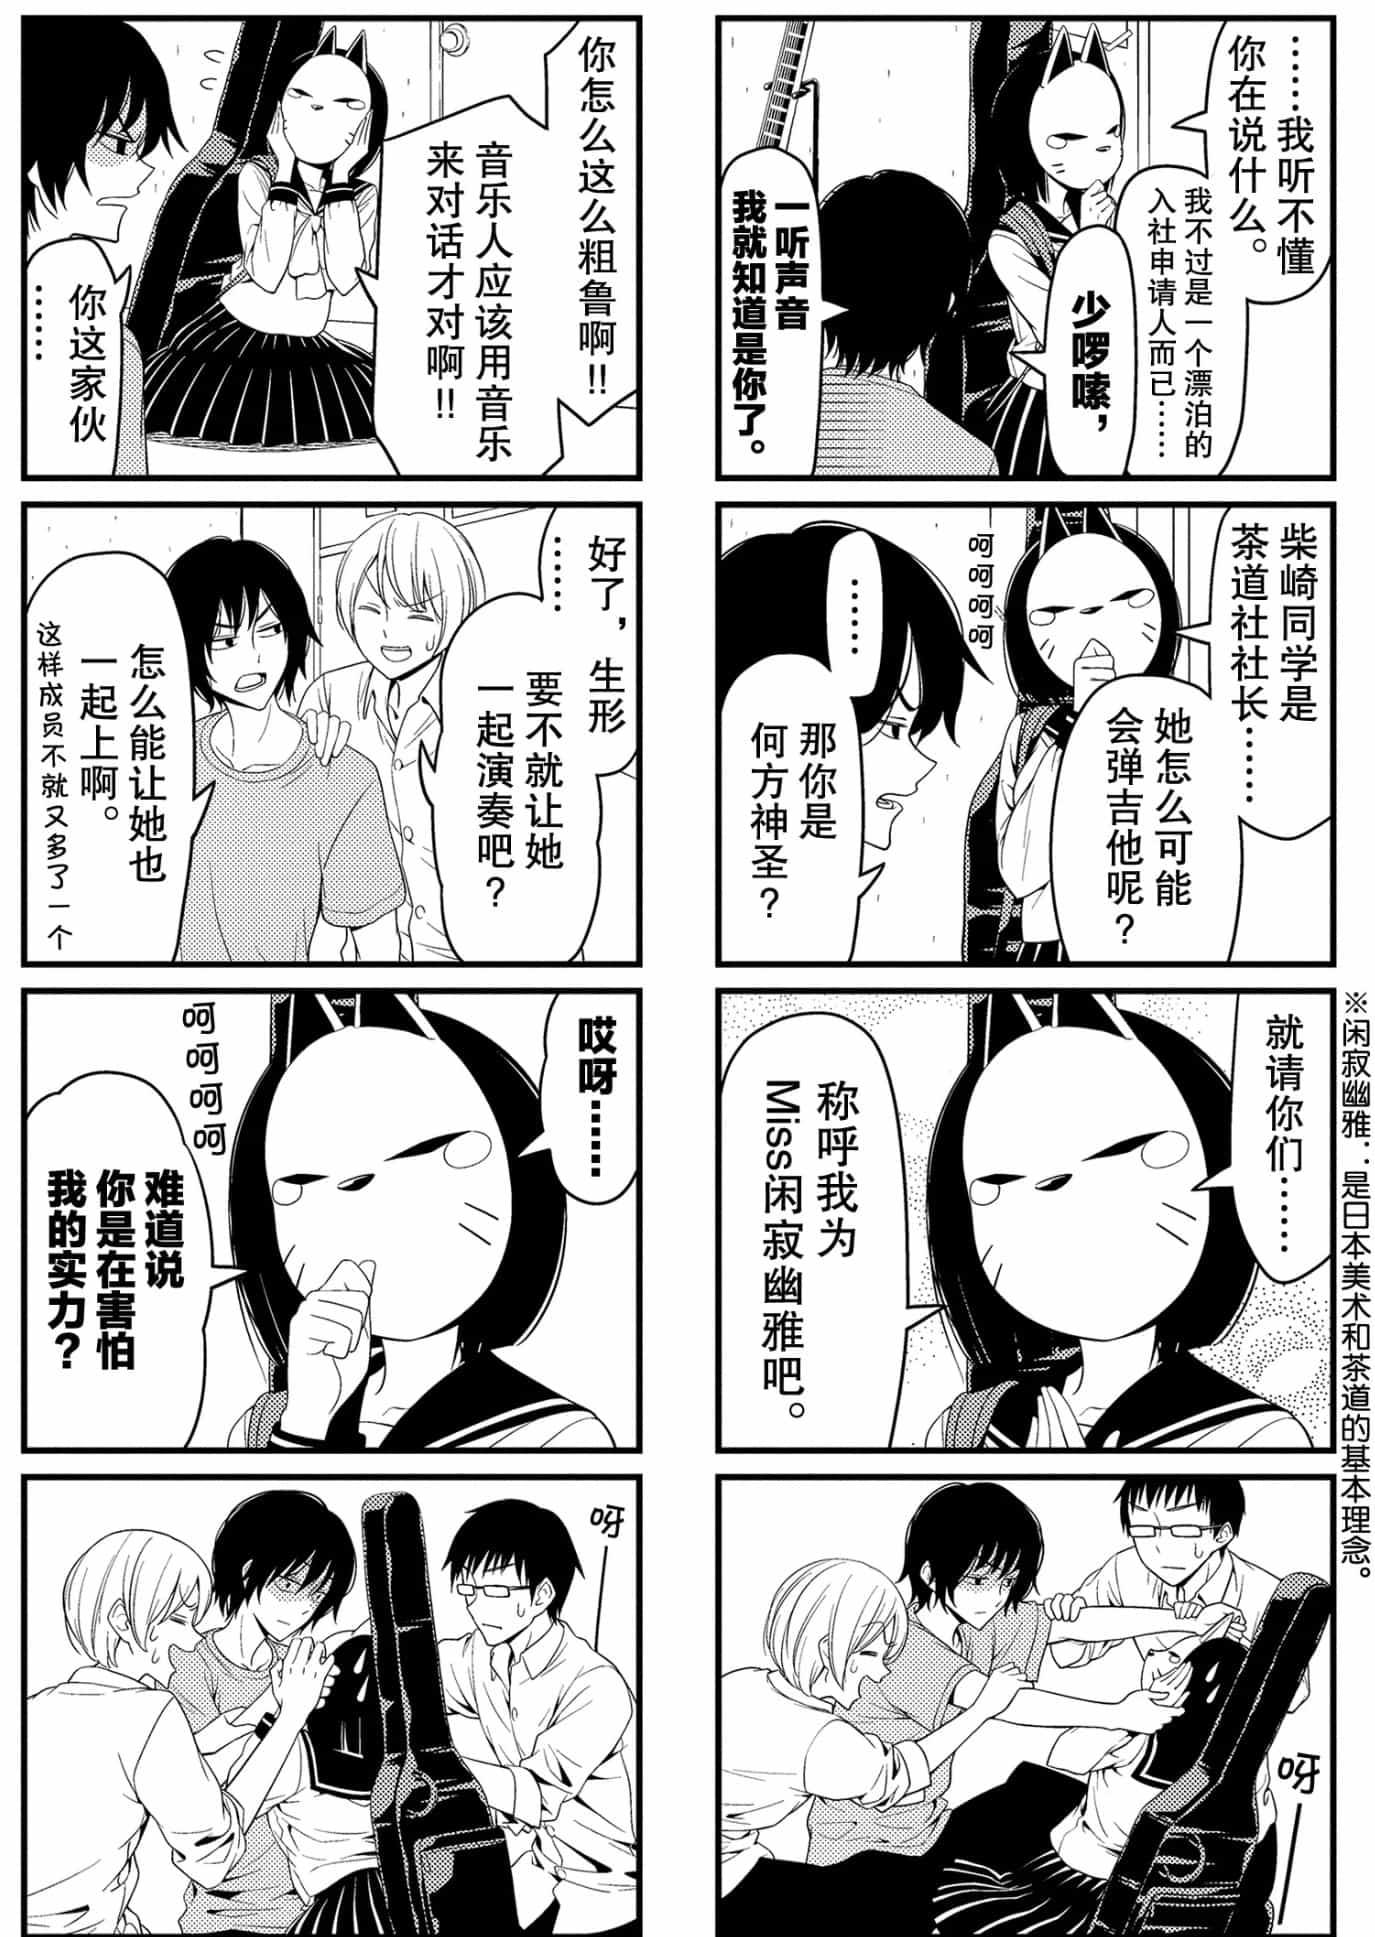 ……我听不懂
你在说什么。
我不过是一个漂泊的
入社申请人而已……
少啰嗦，
一听声音
我就知道是你了。
柴崎同学是
茶道社社长……
她怎么可能
会弹吉他呢？
呵呵呵呵
……
那你是
何方神圣？
就请你们……
称呼我为
Miss闲寂幽雅吧。
※闲寂幽雅：是日本美术和茶道的基本理念。
呀
你怎么这么粗鲁啊!!
音乐人应该用音乐
来对话才对啊!!
你这家伙
……
好了，生形
……
要不就让她
一起演奏吧？
怎么能让她也
一起上啊。
这样成员不就又多了一个
哎呀……
呵呵呵呵
难道说
你是在害怕
我的实力？
呀